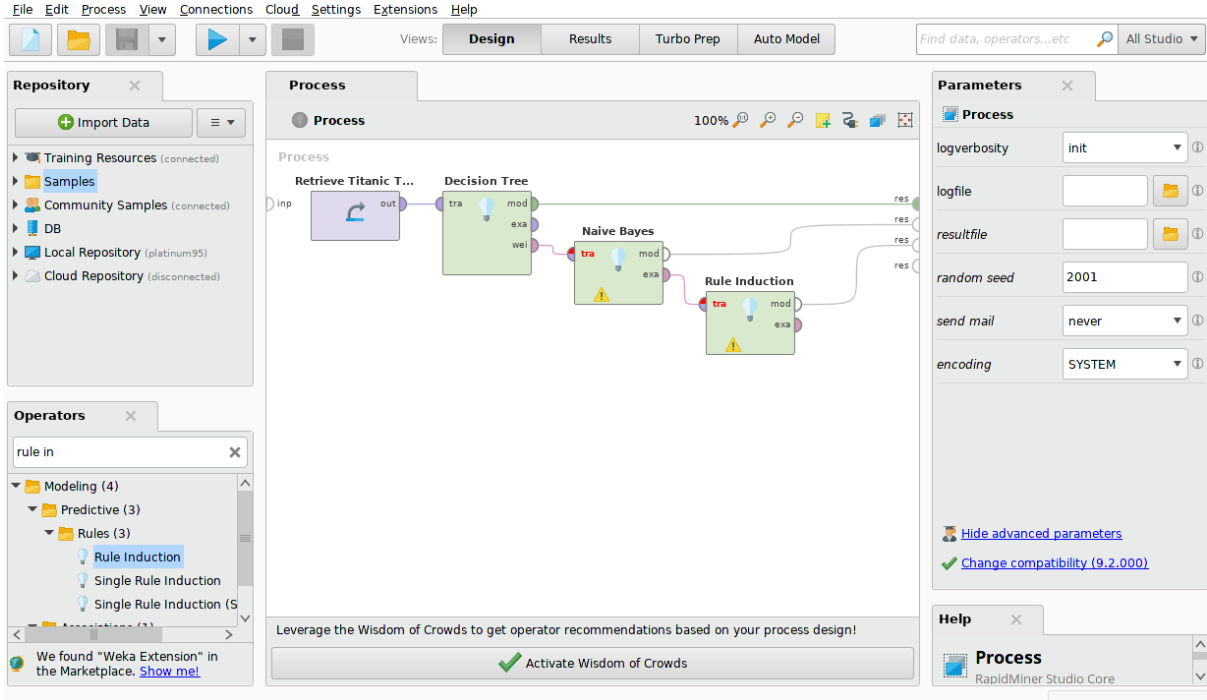 File Edit Process View Connections Cloud Settings Extensions Help
Views: Design Results Turbo Prep Auto Model
Find data, operators...etc
All Studio
Repository
Import Data
Training Resources (connected)
Samples
Community Samples (connected)
DB
Local Repository (platinum95)
Cloud Repository (disconnected)
Operators
rule in
Modeling (4)
Predictive (3)
Rules (3)
Rule Induction
Single Rule Induction
Single Rule Induction (S
Associations (1)
We found "Weka Extension" in
the Marketplace. Show me!
Process
Process
100%
Process
inp
Retrieve Titanic T...
out
Decision Tree
tra mod
exa
wei
Naive Bayes
tra mod
exa
Rule Induction
tra mod
exa
res
res
res
res
Leverage the Wisdom of Crowds to get operator recommendations based on your process design!
Activate Wisdom of Crowds
Parameters
Process
logverbosity init
logfile
resultfile
random seed 2001
send mail never
encoding SYSTEM
Hide advanced parameters
Change compatibility (9.2.000)
Help
Process
RapidMiner Studio Core